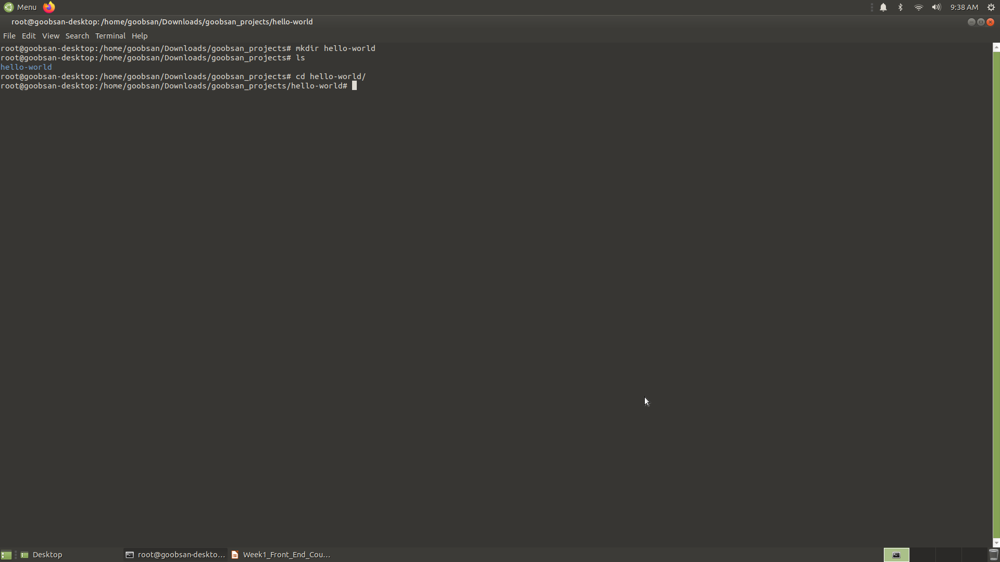 Menu
9:38 AM
root@goobsan-desktop: /home/goobsan/Downloads/goobsan_projects/hello-world
File Edit View Search Terminal Help
root@goobsan-desktop:/home/goobsan/Downloads/goobsan_projects# mkdir hello-world
root@goobsan-desktop:/home/goobsan/Downloads/goobsan_projects# ls
hello-world
root@goobsan-desktop:/home/goobsan/Downloads/goobsan_projects# cd hello-world/
root@goobsan-desktop:/home/goobsan/Downloads/goobsan_projects/hello-world#
Desktop
root@goobsan-deskto...
Week1_Front_End_Cou...